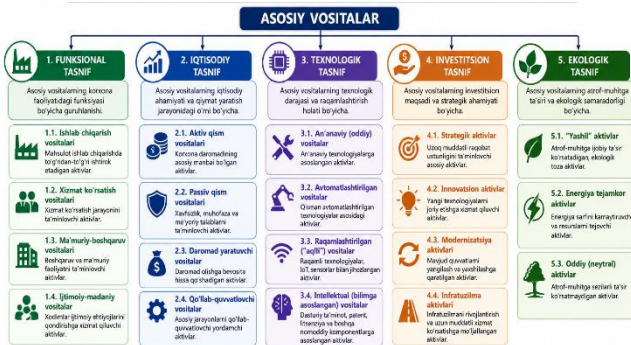 ASOSIY VOSITALAR
1. FUNKSIONAL
TASNIF
Asosiy vositalarning korxona
faoliyatidagi funksiyasi
bo'yicha guruhlanishi.
1.1. Ishlab chiqarish
vositalari
Mahsulot ishlab chiqarishda
to'g'ridan-to'g'ri ishtirok
etadigan aktivlar.
1.2. Xizmat ko'rsatish
vositalari
Xizmat ko'rsatish jarayonini
ta'minlovchi aktivlar.
1.3. Ma'muriy-boshqaruv
vositalari
Boshqaruv va ma'muriy
faoliyatni ta'minlovchi
aktivlar.
1.4. Ijtimoiy-madaniy
vositalar
Xodimlar ijtimoiy ehtiyojlarini
qondirishga xizmat qiluvchi
aktivlar.
2. IQTISODIY
TASNIF
Asosiy vositalarning iqtisodiy
ahamiyati va qiymat yaratish
jarayonidagi o'rni bo'yicha.
2.1. Aktiv qism
vositalari
Korxona daromadining
asosiy manbai bo'lgan
aktivlar.
2.2. Passiv qism
vositalari
Xavfsizlik, muhofaza va
me'yoriy talablarni
ta'minlovchi aktivlar.
2.3. Daromad yaratuvchi
vositalar
Daromad olishga bevosita
hissa qo'shadigan aktivlar.
2.4. Qo'llab-quvvatlovchi
vositalar
Asosiy jarayonlarni qo'llab-
quvvatlovchi yordamchi
aktivlar.
3. TEXNOLOGIK
TASNIF
Asosiy vositalarning texnologik
darajasi va raqamlashtirish
holati bo'yicha.
3.1. An'anaviy (oddiy)
vositalar
An'anaviy texnologiyalarga
asoslangan aktivlar.
3.2. Avtomatlashtirilgan
vositalar
Qisman avtomatlashtirilgan
texnologiyalar asosidagi
aktivlar.
3.3. Raqamlashtirilgan
("aqlli") vositalar
Raqamli texnologiyalar,
IoT, sensorlar bilan jihozlangan
aktivlar.
3.4. Intellektual (bilimga
asoslangan) vositalar
Dasturiy ta'minot, patent,
litsenziya va boshqa
nomoddiy komponentlarga
asoslangan aktivlar.
4. INVESTITSION
TASNIF
Asosiy vositalarning investitsion
maqsadi va strategik ahamiyati
bo'yicha.
4.1. Strategik aktivlar
Uzoq muddatli raqobat
ustunligini ta'minlovchi
asosiy aktivlar.
4.2. Innovatsion aktivlar
Yangi texnologiyalarni
joriy etishga xizmat qiluvchi
aktivlar.
4.3. Modernizatsiya
aktivlari
Mavjud quvvatlarni
yangilash va yaxshilashga
qaratilgan aktivlar.
4.4. Infratuzilma
aktivlari
Infratuzilmani rivojlantirish
va uzun muddatli xizmat
ko'rsatishga mo'ljallangan
aktivlar.
5. EKOLOGIK
TASNIF
Asosiy vositalarning atrof-muhitga
ta'siri va ekologik samaradorligi
bo'yicha.
5.1. "Yashil" aktivlar
Atrof-muhitga ijobiy ta'sir
ko'rsatadigan, ekologik
toza aktivlar.
5.2. Energiya tejamkor
aktivlar
Energiya sarfini kamaytiruvchi
va resurslarni tejovchi
aktivlar.
5.3. Oddiy (neytral)
aktivlar
Atrof-muhitga sezilarli ta'sir
ko'rsatmaydigan aktivlar.